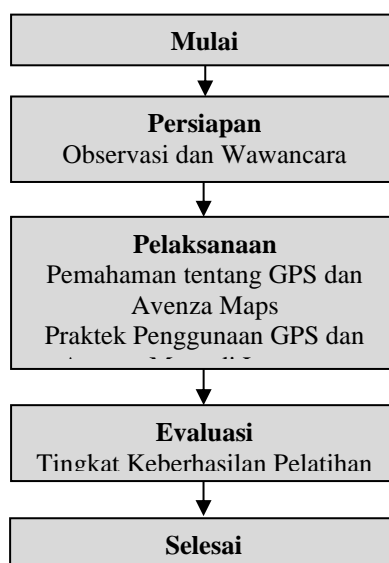 Mulai
Persiapan
Observasi dan Wawancara
Pelaksanaan
Pemahaman tentang GPS dan
Avenza Maps
Praktek Penggunaan GPS dan
Evaluasi
Tingkat Keberhasilan Pelatihan
Selesai